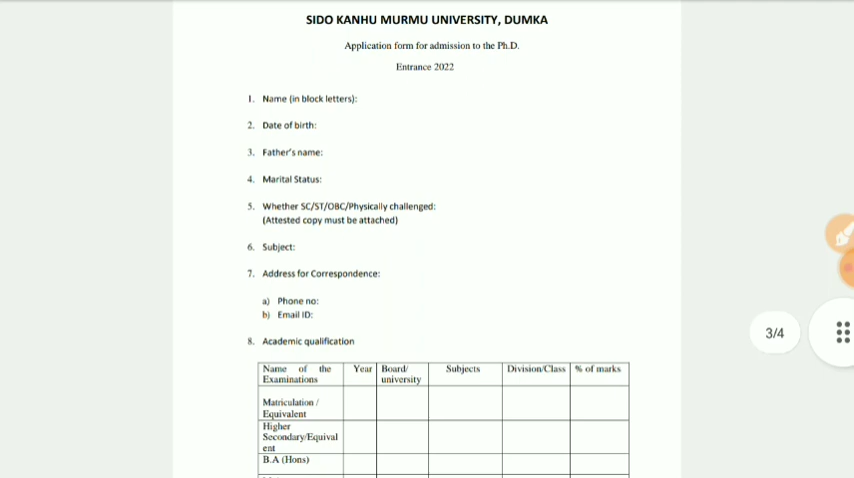 SIDO KANHU MURMU UNIVERSITY, DUMKA
Application form for admission to the Ph.D.
Entrance 2022
1. Name (in block letters):
2. Date of birth:
3. Father's name:
4. Marital Status:
5. Whether SC/ST/OBC/Physically challenged:
(Attested copy must be attached)
6. Subject:
7. Address for Correspondence:
a) Phone no:
b) Email ID:
8. Academic qualification
Name of the Examinations Year Board/ university Subjects Division/Class % of marks
Matriculation /
Equivalent
Higher
Secondary/Equival
ent
B.A (Hons)
3/4